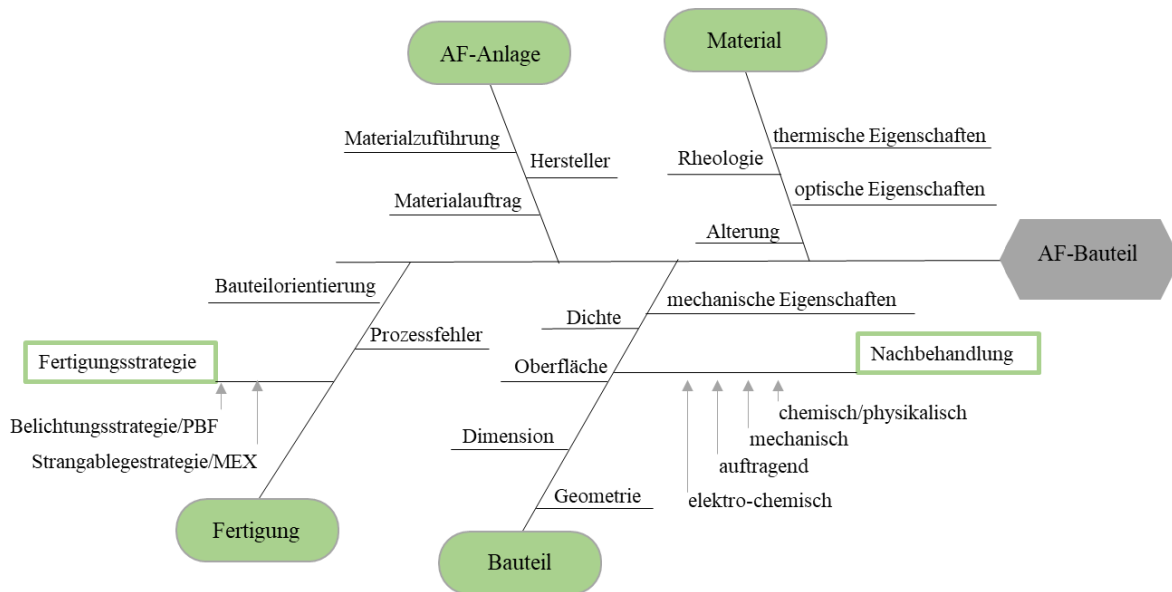 Material
AF-Anlage
thermische Eigenschaften
Materialzuführung
Hersteller
Rheologie
optische Eigenschaften
Materialauftrag
Alterung
AF-Bauteil
Bauteilorientierung
mechanische Eigenschaften
Dichte
Prozessfehler
Fertigungsstrategie
Oberfläche
Nachbehandlung
chemisch/physikalisch
Belichtungsstrategie/PBF
Dimension
mechanisch
Strangablegestrategie/MEX
auftragend
Geometrie
elektro-chemisch
Fertigung
Bauteil